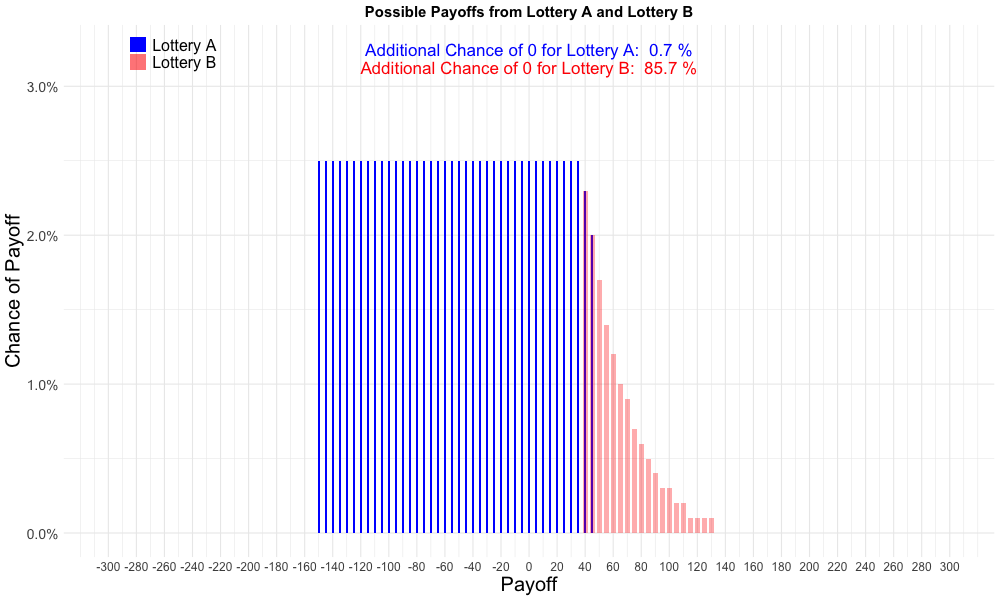 Possible Payoffs from Lottery A and Lottery B
Lottery A
Lottery B
Additional Chance of 0 for Lottery A:  0.7 %
Additional Chance of 0 for Lottery B:  85.7 %
Chance of Payoff
3.0%
2.0%
1.0%
0.0%
-300 -280 -260 -240 -220 -200 -180 -160 -140 -120 -100 -80 -60 -40 -20 0 20 40 60 80 100 120 140 160 180 200 220 240 260 280 300
Payoff